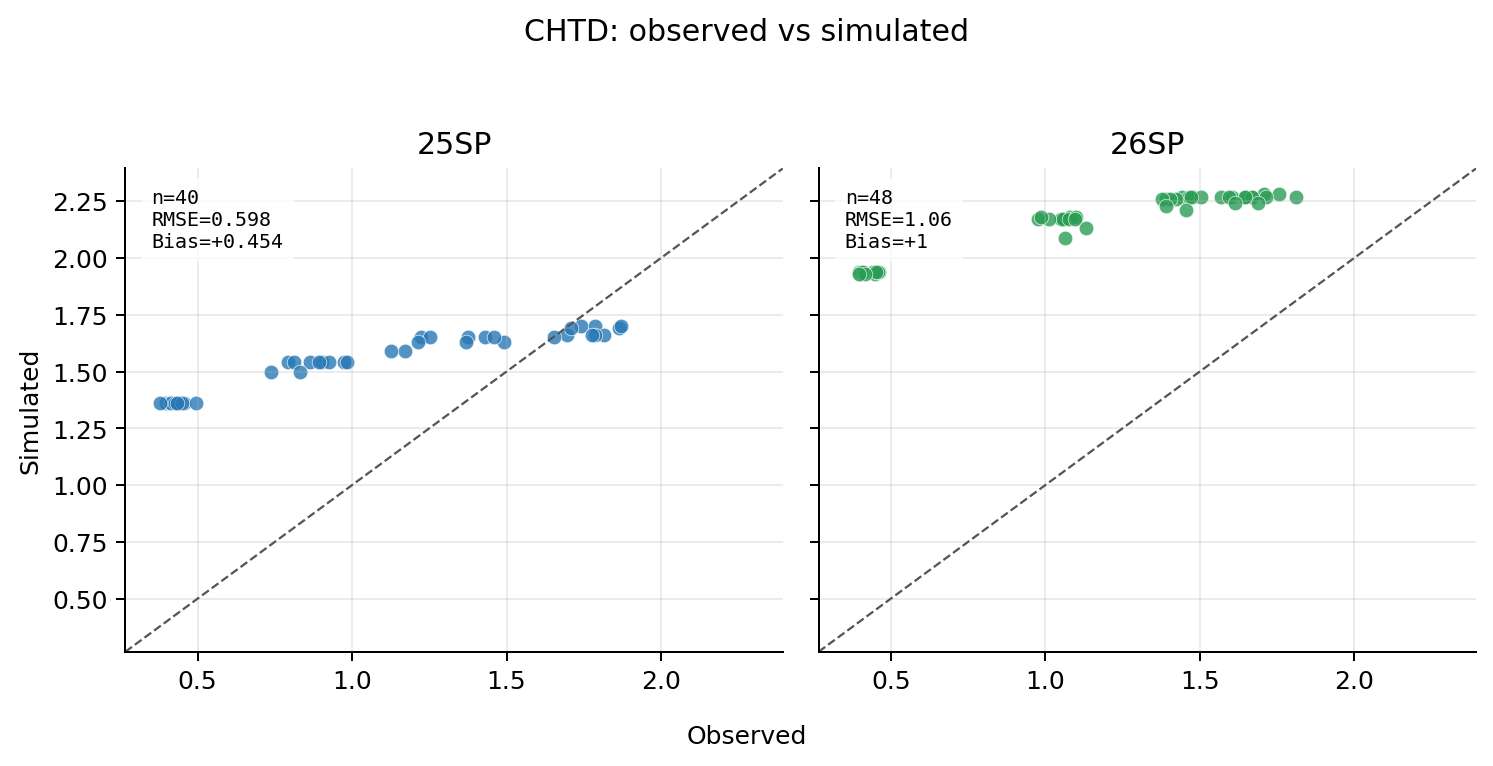 CHTD: observed vs simulated
25SP
26SP
n=40
RMSE=0.598
Bias=+0.454
n=48
RMSE=1.06
Bias=+1
2.25
2.00
1.75
1.50
1.25
1.00
0.75
0.50
Simulated
0.5 1.0 1.5 2.0
0.5 1.0 1.5 2.0
Observed